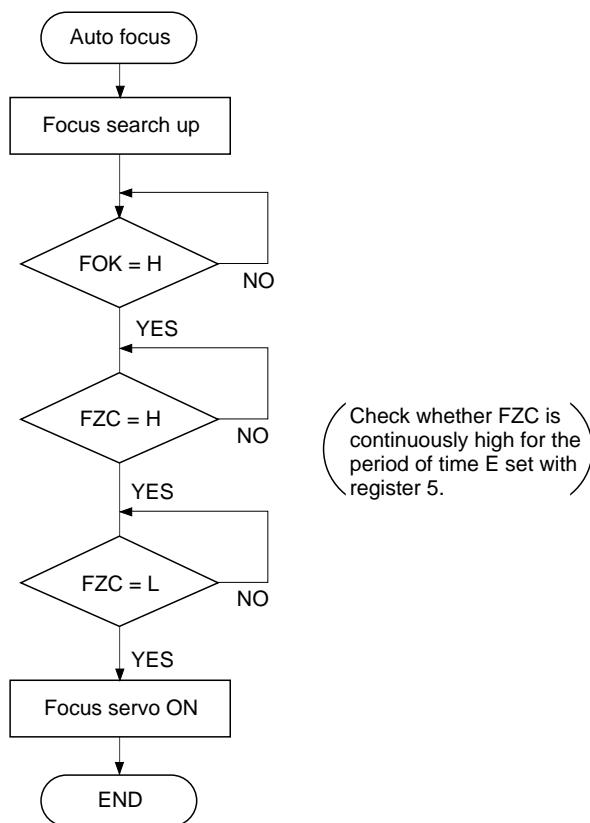 Auto focus
Focus search up
FOK = H
NO
YES
FZC = H
NO
Check whether FZC is
continuously high for the
period of time E set with
register 5.
YES
FZC = L
NO
YES
Focus servo ON
END